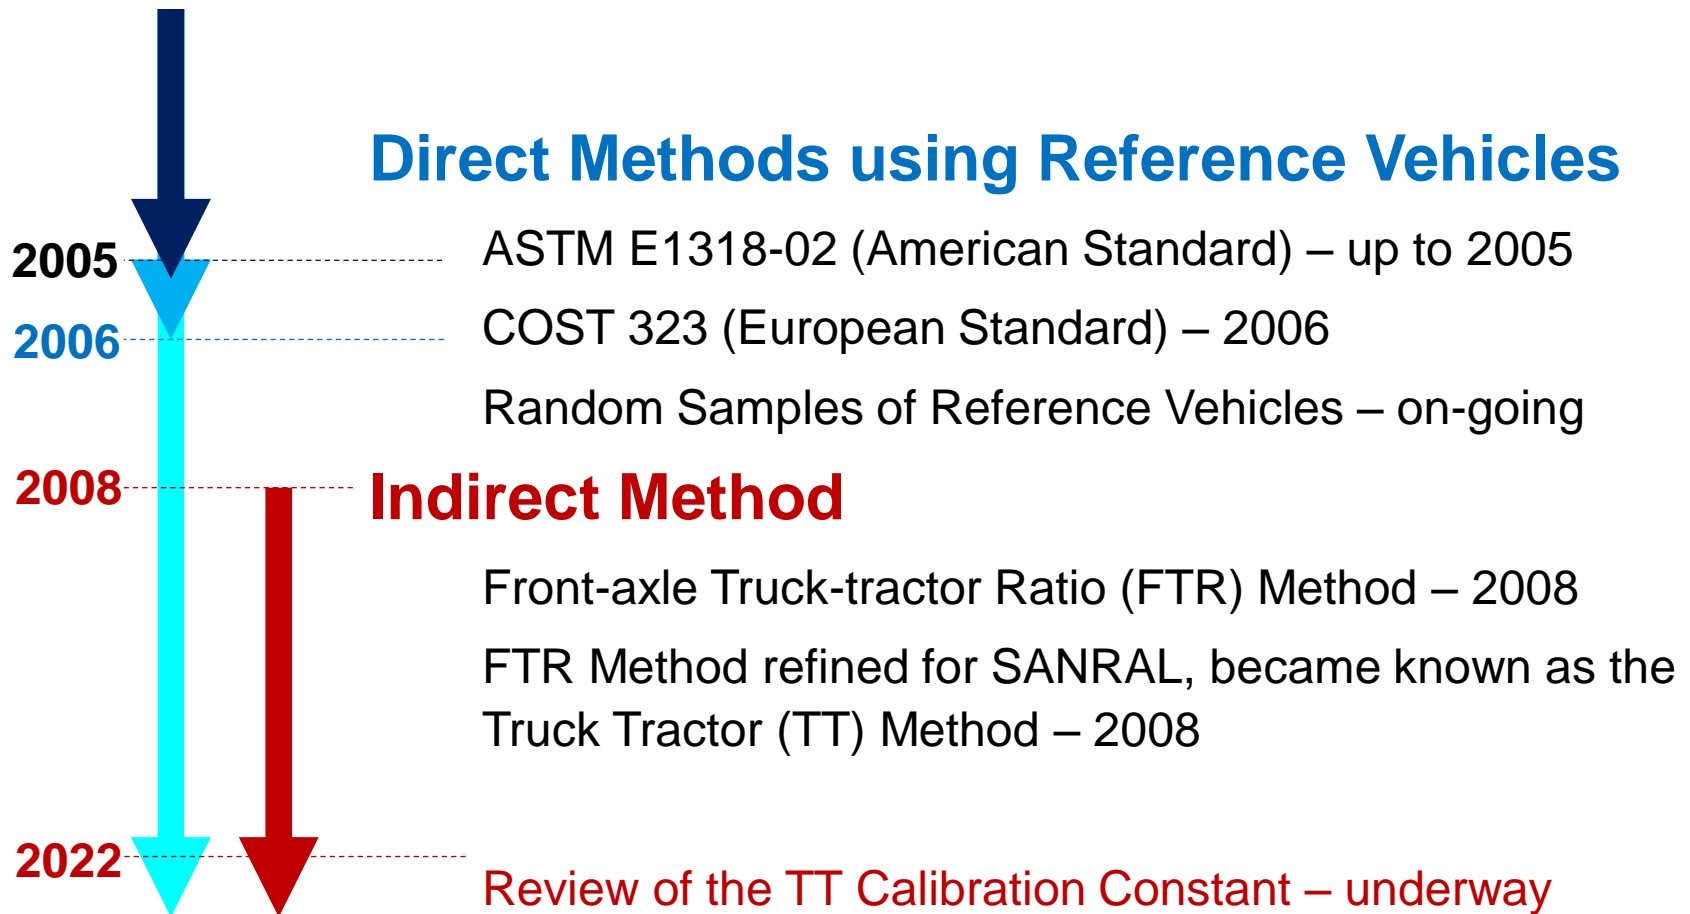 Direct Methods using Reference Vehicles
2005
ASTM E1318-02 (American Standard) – up to 2005
2006
COST 323 (European Standard) – 2006
Random Samples of Reference Vehicles – on-going
2008
Indirect Method
Front-axle Truck-tractor Ratio (FTR) Method – 2008
FTR Method refined for SANRAL, became known as the
Truck Tractor (TT) Method – 2008
2022
Review of the TT Calibration Constant – underway